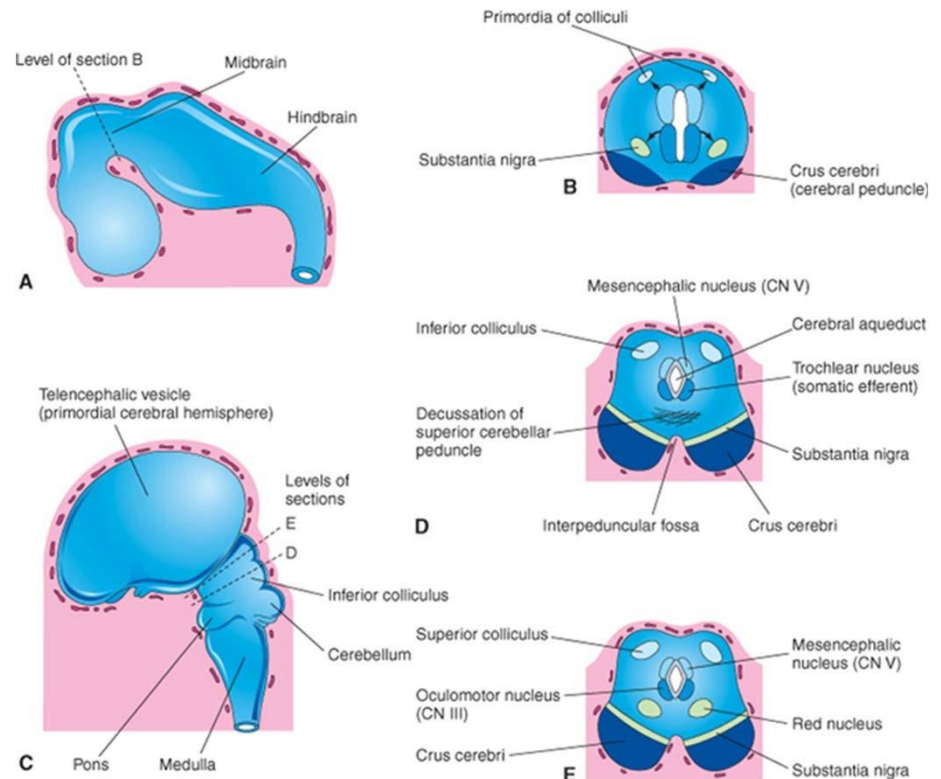 Level of section B
Midbrain
Hindbrain
A
Primordia of colliculi
Substantia nigra
Crus cerebri
(cerebral peduncle)
B
Telencephalic vesicle
(primordial cerebral hemisphere)
Levels of
sections
E
D
Inferior colliculus
Cerebellum
Pons
Medulla
C
Mesencephalic nucleus (CN V)
Inferior colliculus
Cerebral aqueduct
Trochlear nucleus
(somatic efferent)
Decussation of
superior cerebellar
peduncle
Substantia nigra
Interpeduncular fossa
Crus cerebri
D
Superior colliculus
Mesencephalic
nucleus (CN V)
Oculomotor nucleus
(CN III)
Red nucleus
Crus cerebri
Substantia nigra
E